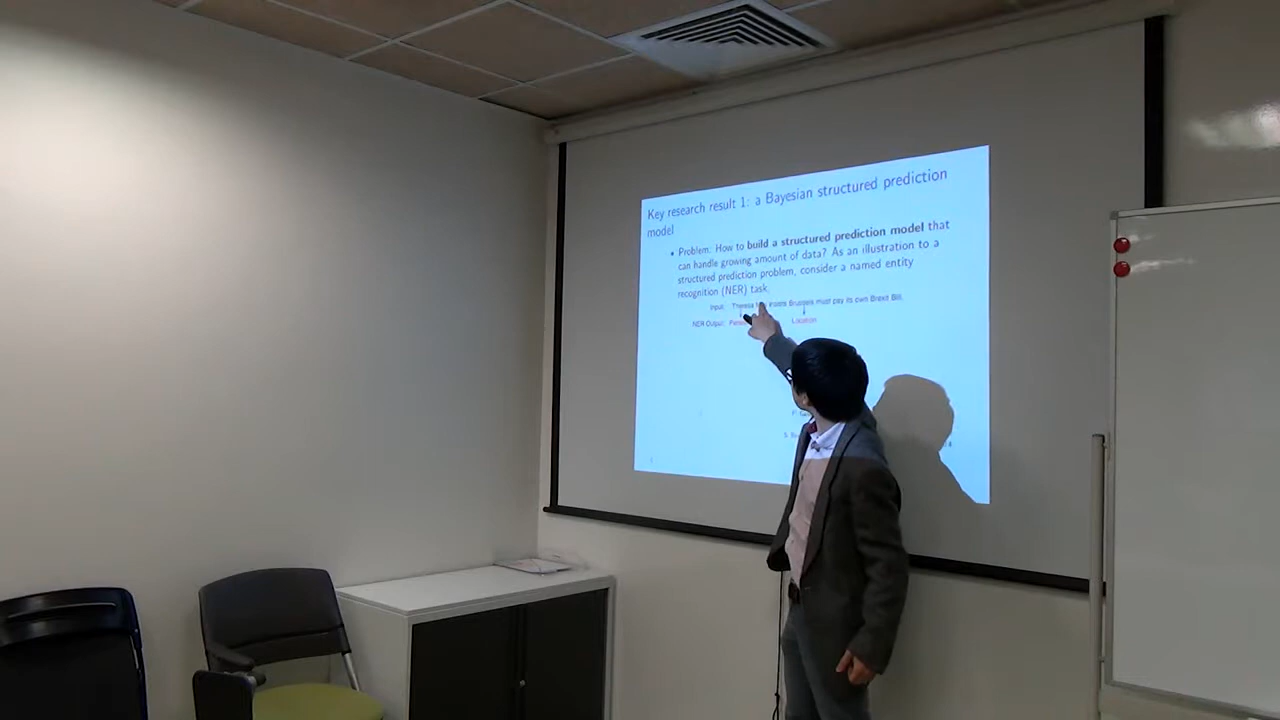 Key research result 1: a Bayesian structured prediction
model
• Problem: How to build a structured prediction model that
can handle growing amount of data? As an illustration to a
structured prediction problem, consider a named entity
recognition (NER) task.
Input: Theresa insists Brussels must pay its own Brexit Bill.
NER Output: Location